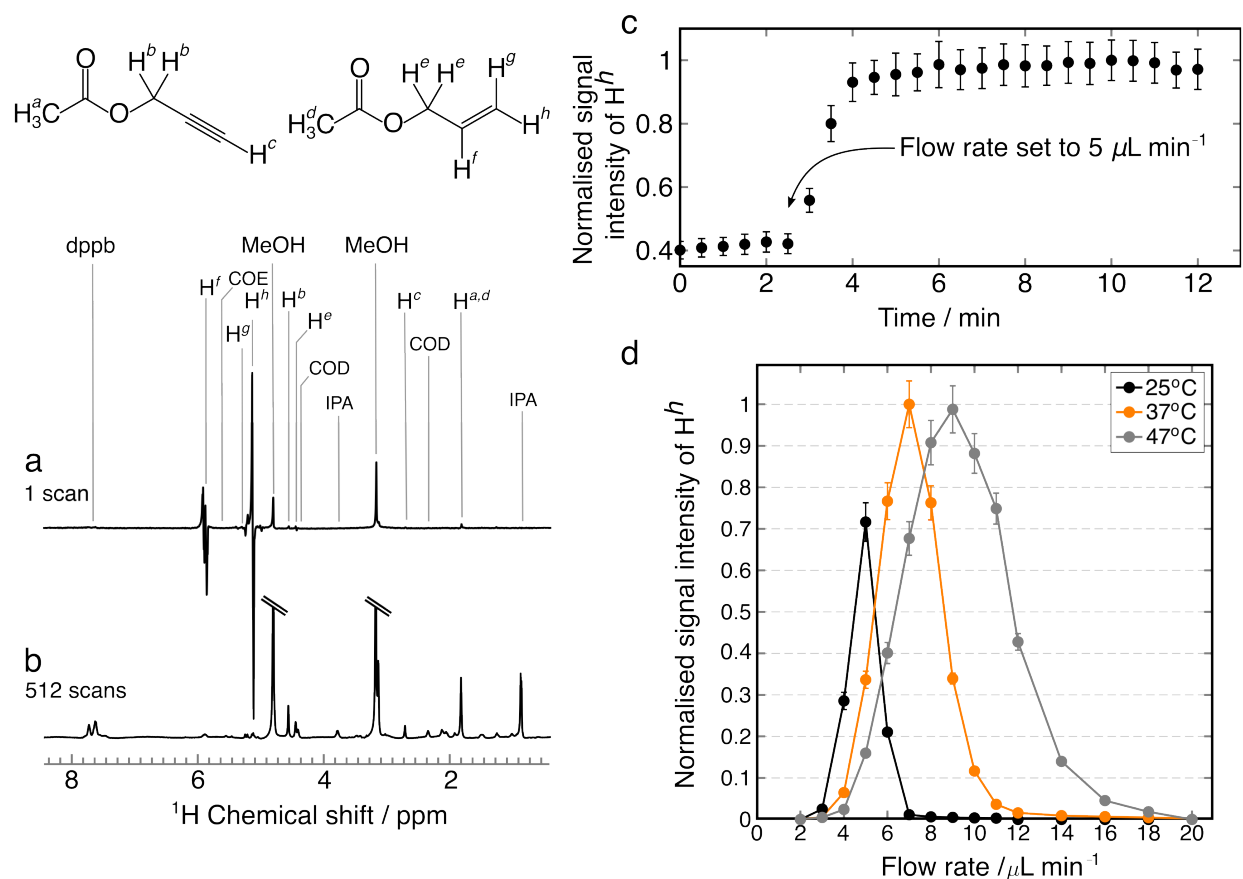 O
Hᵇ Hᵇ
Hᵃ₃C
O
Hᶜ
O
Hᵉ Hᵉ
Hᵍ
Hᵈ₃C
O
Hʰ
Hᶠ
dppb
MeOH
MeOH
Hᶠ
COE
Hʰ
Hᵍ
Hᵇ
Hᵉ
COD
IPA
Hᶜ
COD
Hᵃ,ᵈ
IPA
a
1 scan
b
512 scans
8 6 4 2
¹H Chemical shift / ppm
c
Normalised signal
intensity of Hʰ
1
0.8
0.6
0.4
Flow rate set to 5 μL min⁻¹
0 2 4 6 8 10 12
Time / min
d
Normalised signal intensity of Hʰ
1
0.9
0.8
0.7
0.6
0.5
0.4
0.3
0.2
0.1
0
25°C
37°C
47°C
0 2 4 6 8 10 12 14 16 18 20
Flow rate /μL min⁻¹